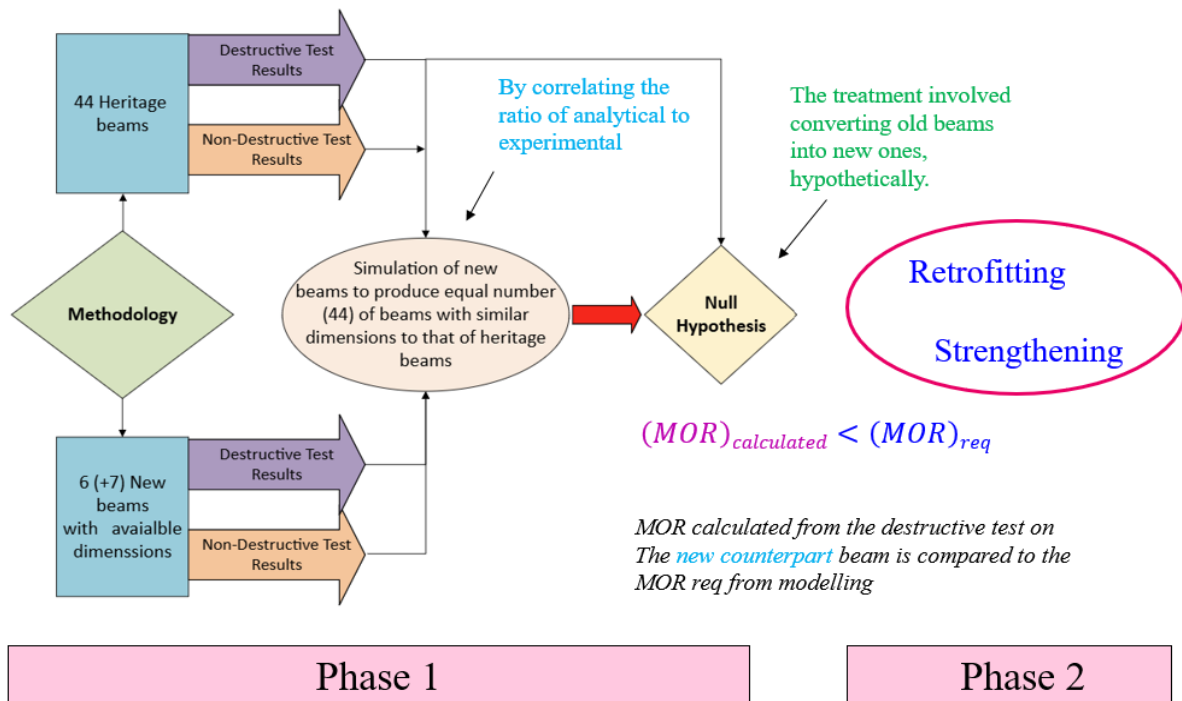 Destructive Test
Results
44 Heritage
beams
Non-Destructive Test
Results
By correlating the
ratio of analytical to
experimental
The treatment involved
converting old beams
into new ones,
hypothetically.
Methodology
Simulation of new
beams to produce equal number
(44) of beams with similar
dimensions to that of heritage
beams
Null
Hypothesis
Retrofitting
Strengthening
(MOR)calculated < (MOR)req
Destructive Test
Results
6 (+7) New
beams
with avaialble
dimenssions
Non-Destructive Test
Results
MOR calculated from the destructive test on
The new counterpart beam is compared to the
MOR req from modelling
Phase 1
Phase 2